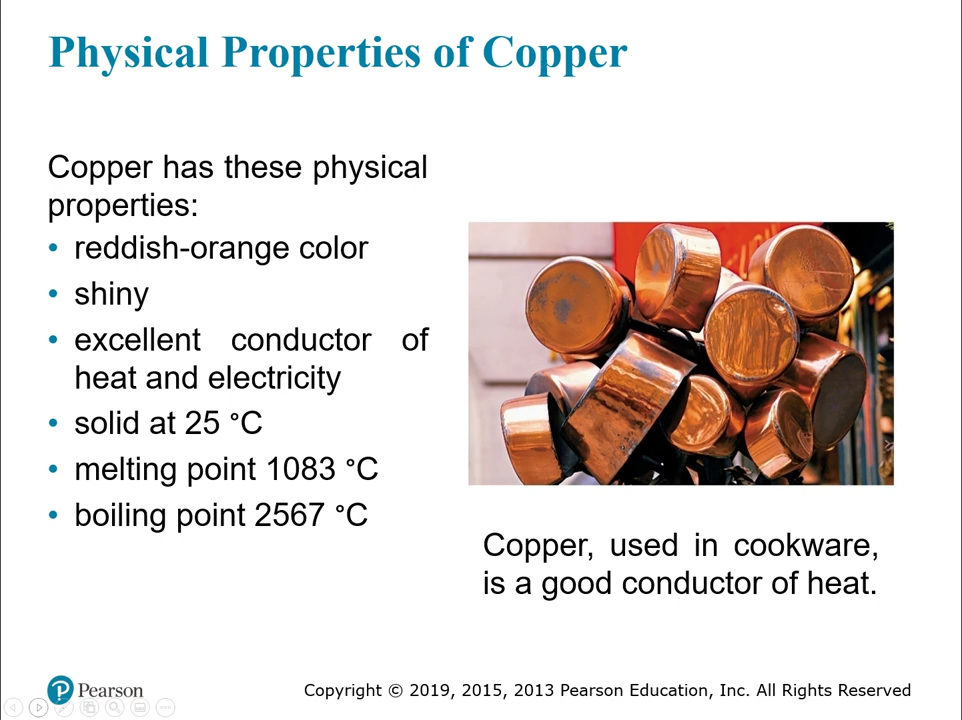 Physical Properties of Copper
Copper has these physical
properties:
• reddish-orange color
• shiny
• excellent conductor of
heat and electricity
• solid at 25 °C
• melting point 1083 °C
• boiling point 2567 °C
Copper, used in cookware,
is a good conductor of heat.
P Pearson
Copyright © 2019, 2015, 2013 Pearson Education, Inc. All Rights Reserved